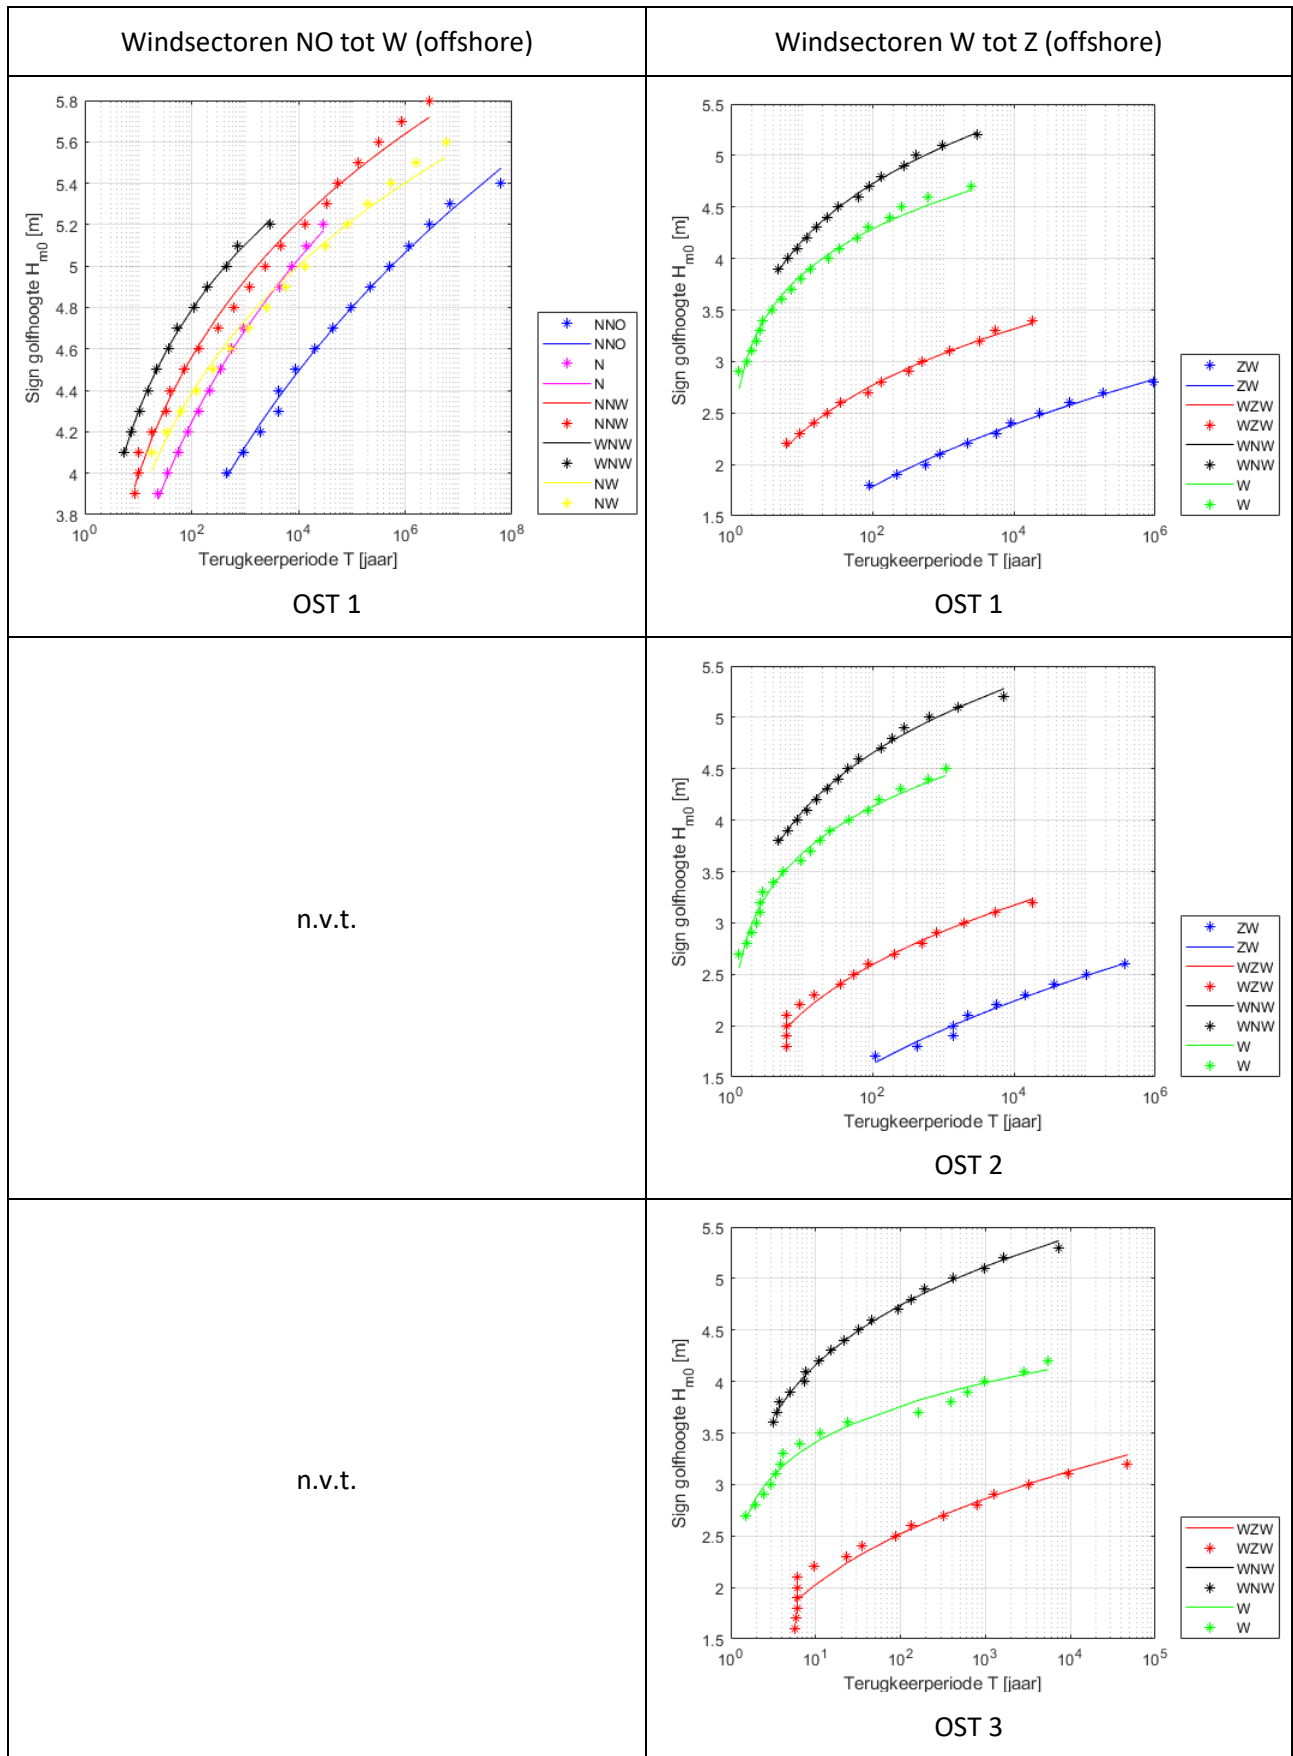 Windsectoren NO tot W (offshore)
Windsectoren W tot Z (offshore)
5.8
5.6
5.4
5.2
5
4.8
4.6
4.4
4.2
4
3.8
Sign golfhoogte H_m0 [m]
10^0
10^2
10^4
10^6
10^8
Terugkeerperiode T [jaar]
NNO
NNO
N
N
NNW
NNW
WNW
WNW
NW
NW
OST 1
5.5
5
4.5
4
3.5
3
2.5
2
1.5
Sign golfhoogte H_m0 [m]
10^0
10^2
10^4
10^6
Terugkeerperiode T [jaar]
ZW
ZW
WZW
WZW
WNW
WNW
W
W
OST 1
n.v.t.
5.5
5
4.5
4
3.5
3
2.5
2
1.5
Sign golfhoogte H_m0 [m]
10^0
10^2
10^4
10^6
Terugkeerperiode T [jaar]
ZW
ZW
WZW
WZW
WNW
WNW
W
W
OST 2
n.v.t.
5.5
5
4.5
4
3.5
3
2.5
2
1.5
Sign golfhoogte H_m0 [m]
10^0
10^1
10^2
10^3
10^4
10^5
Terugkeerperiode T [jaar]
WZW
WZW
WNW
WNW
W
W
OST 3